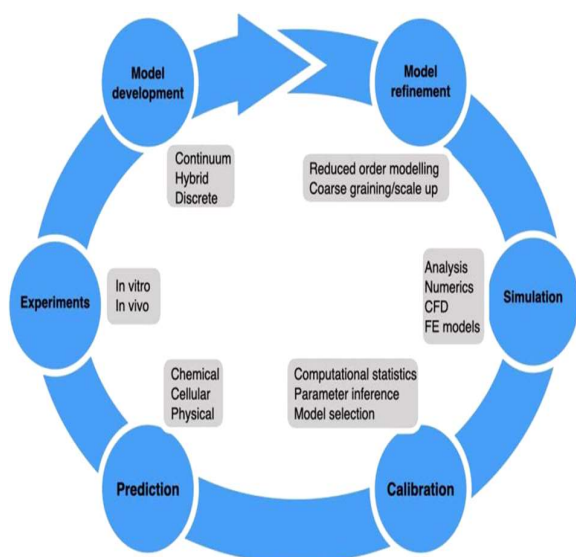 Model
development
Model
refinement
Continuum
Hybrid
Discrete
Reduced order modelling
Coarse graining/scale up
Experiments
In vitro
In vivo
Analysis
Numerics
CFD
FE models
Simulation
Chemical
Cellular
Physical
Computational statistics
Parameter inference
Model selection
Prediction
Calibration